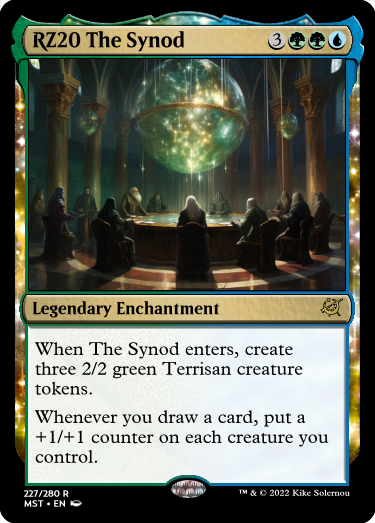 RZ20 The Synod 3
Legendary Enchantment
When The Synod enters, create
three 2/2 green Terrisan creature
tokens.
Whenever you draw a card, put a
+1/+1 counter on each creature you
control.
227/280 R
MST • EN
™ & © 2022 Kike Solernou